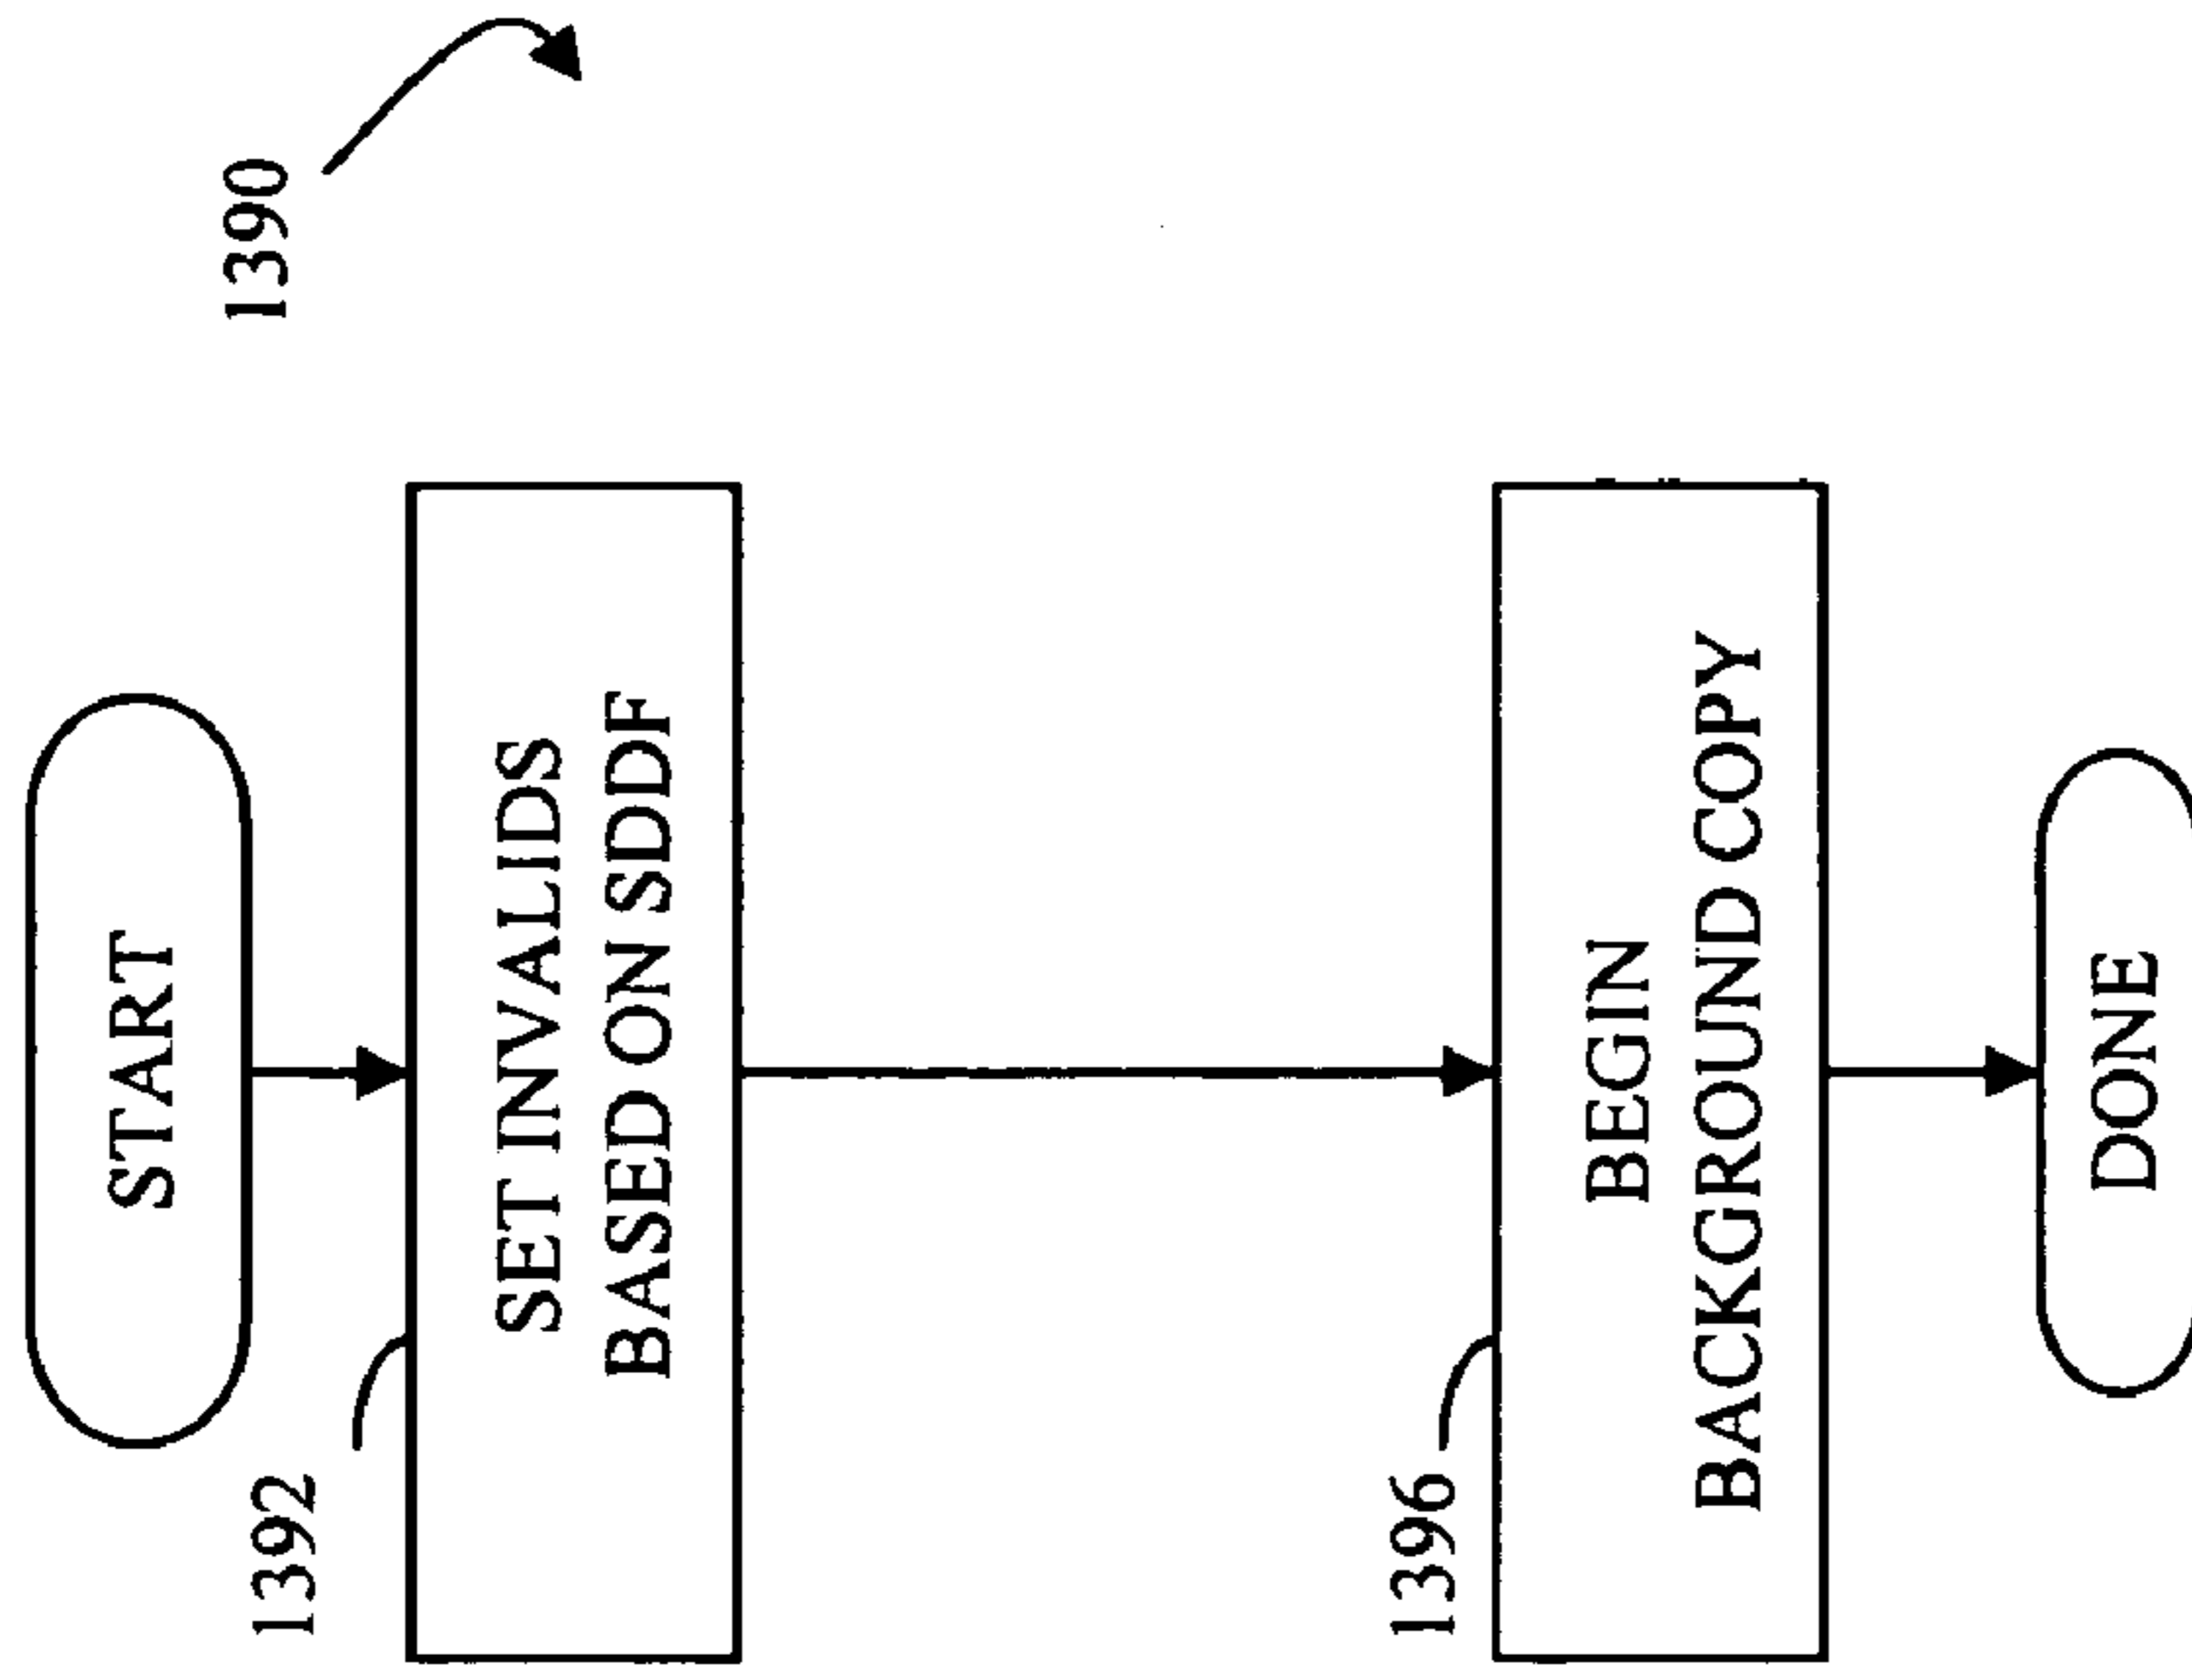 1390
START
1392
SET INVALIDS
BASED ON SDDF
1396
BEGIN
BACKGROUND COPY
DONE